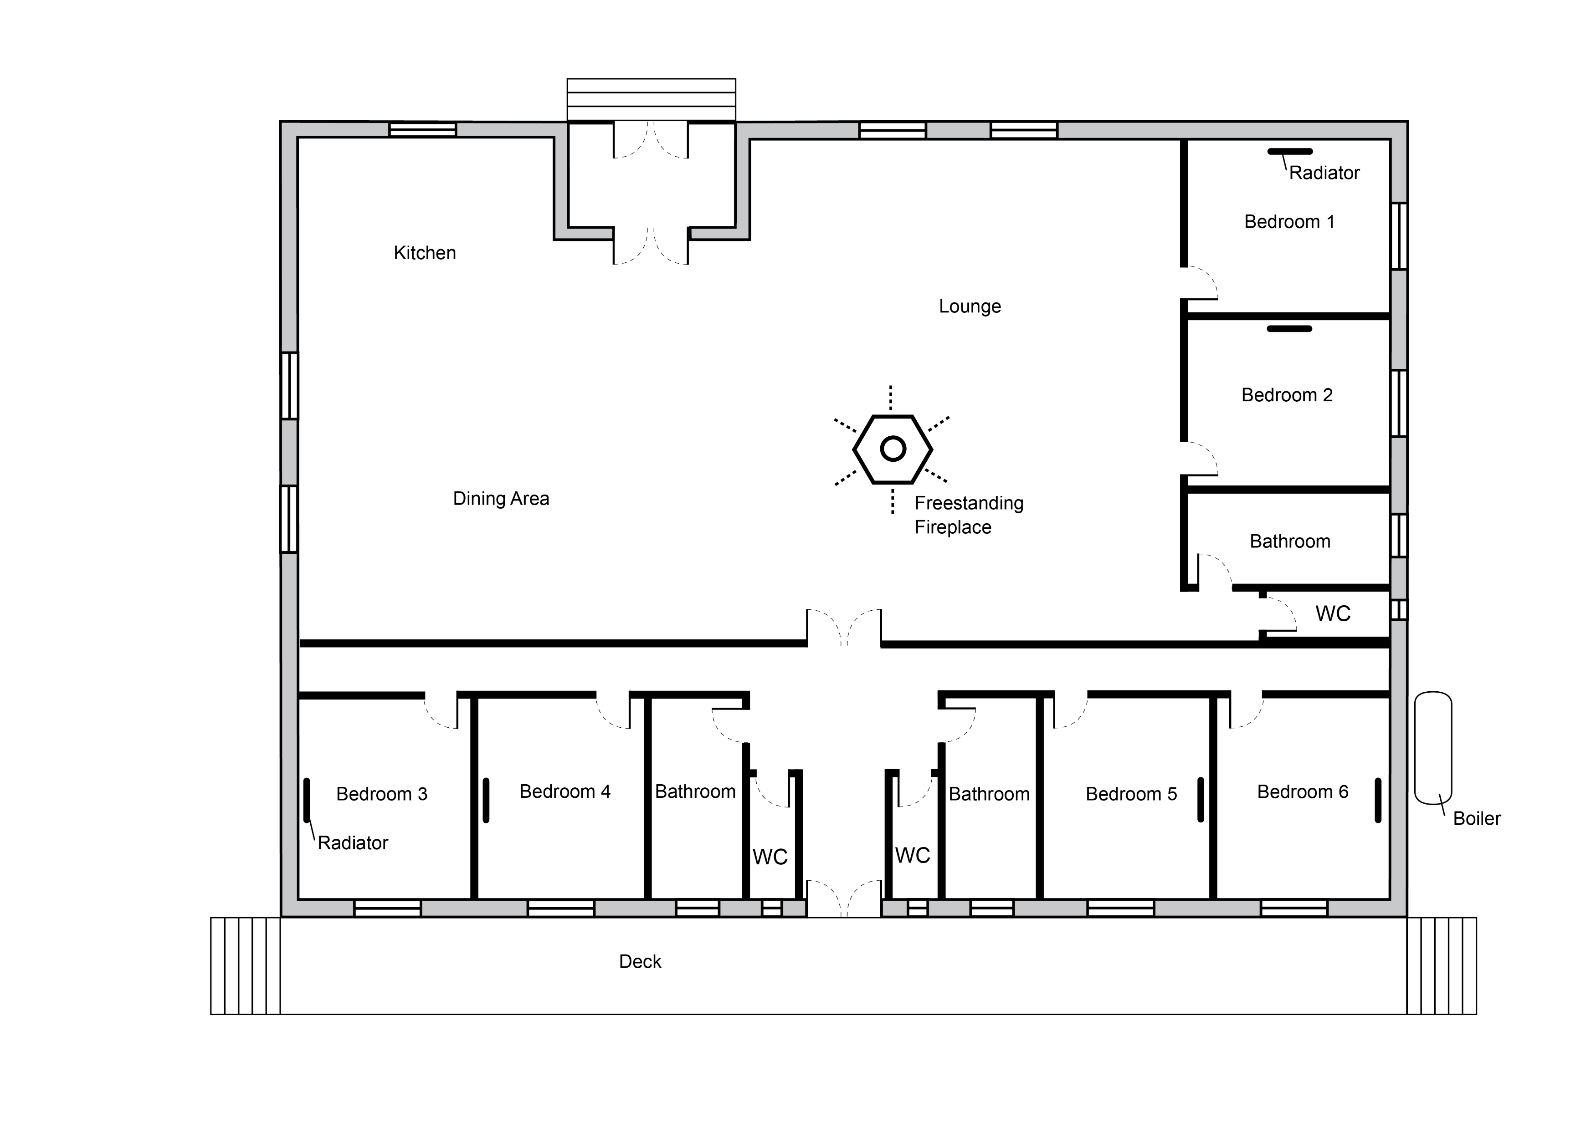 Radiator
Bedroom 1
Kitchen
Lounge
Bedroom 2
Dining Area
Freestanding
Fireplace
Bathroom
WC
Bedroom 3
Bedroom 4
Bathroom
Bathroom
Bedroom 5
Bedroom 6
Boiler
Radiator
WC
WC
Deck